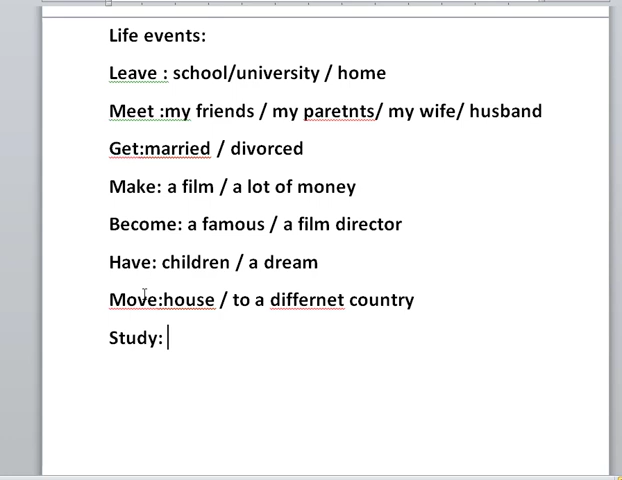 Life events:
Leave : school/university / home
Meet :my friends / my paretnts/ my wife/ husband
Get:married / divorced
Make: a film / a lot of money
Become: a famous / a film director
Have: children / a dream
Move:house / to a differnet country
Study: